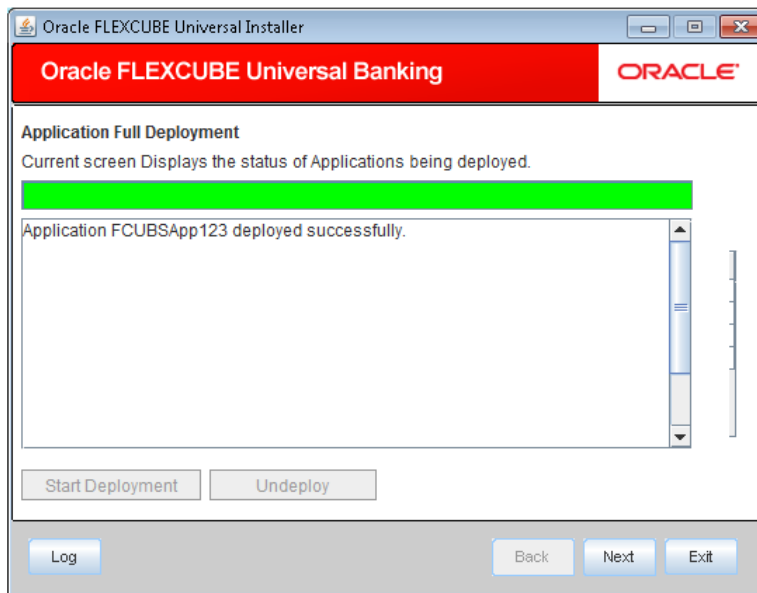 Oracle FLEXCUBE Universal Installer
Oracle FLEXCUBE Universal Banking
ORACLE
Application Full Deployment
Current screen Displays the status of Applications being deployed.
Application FCUBSApp123 deployed successfully.
Start Deployment Undeploy
Log Back Next Exit